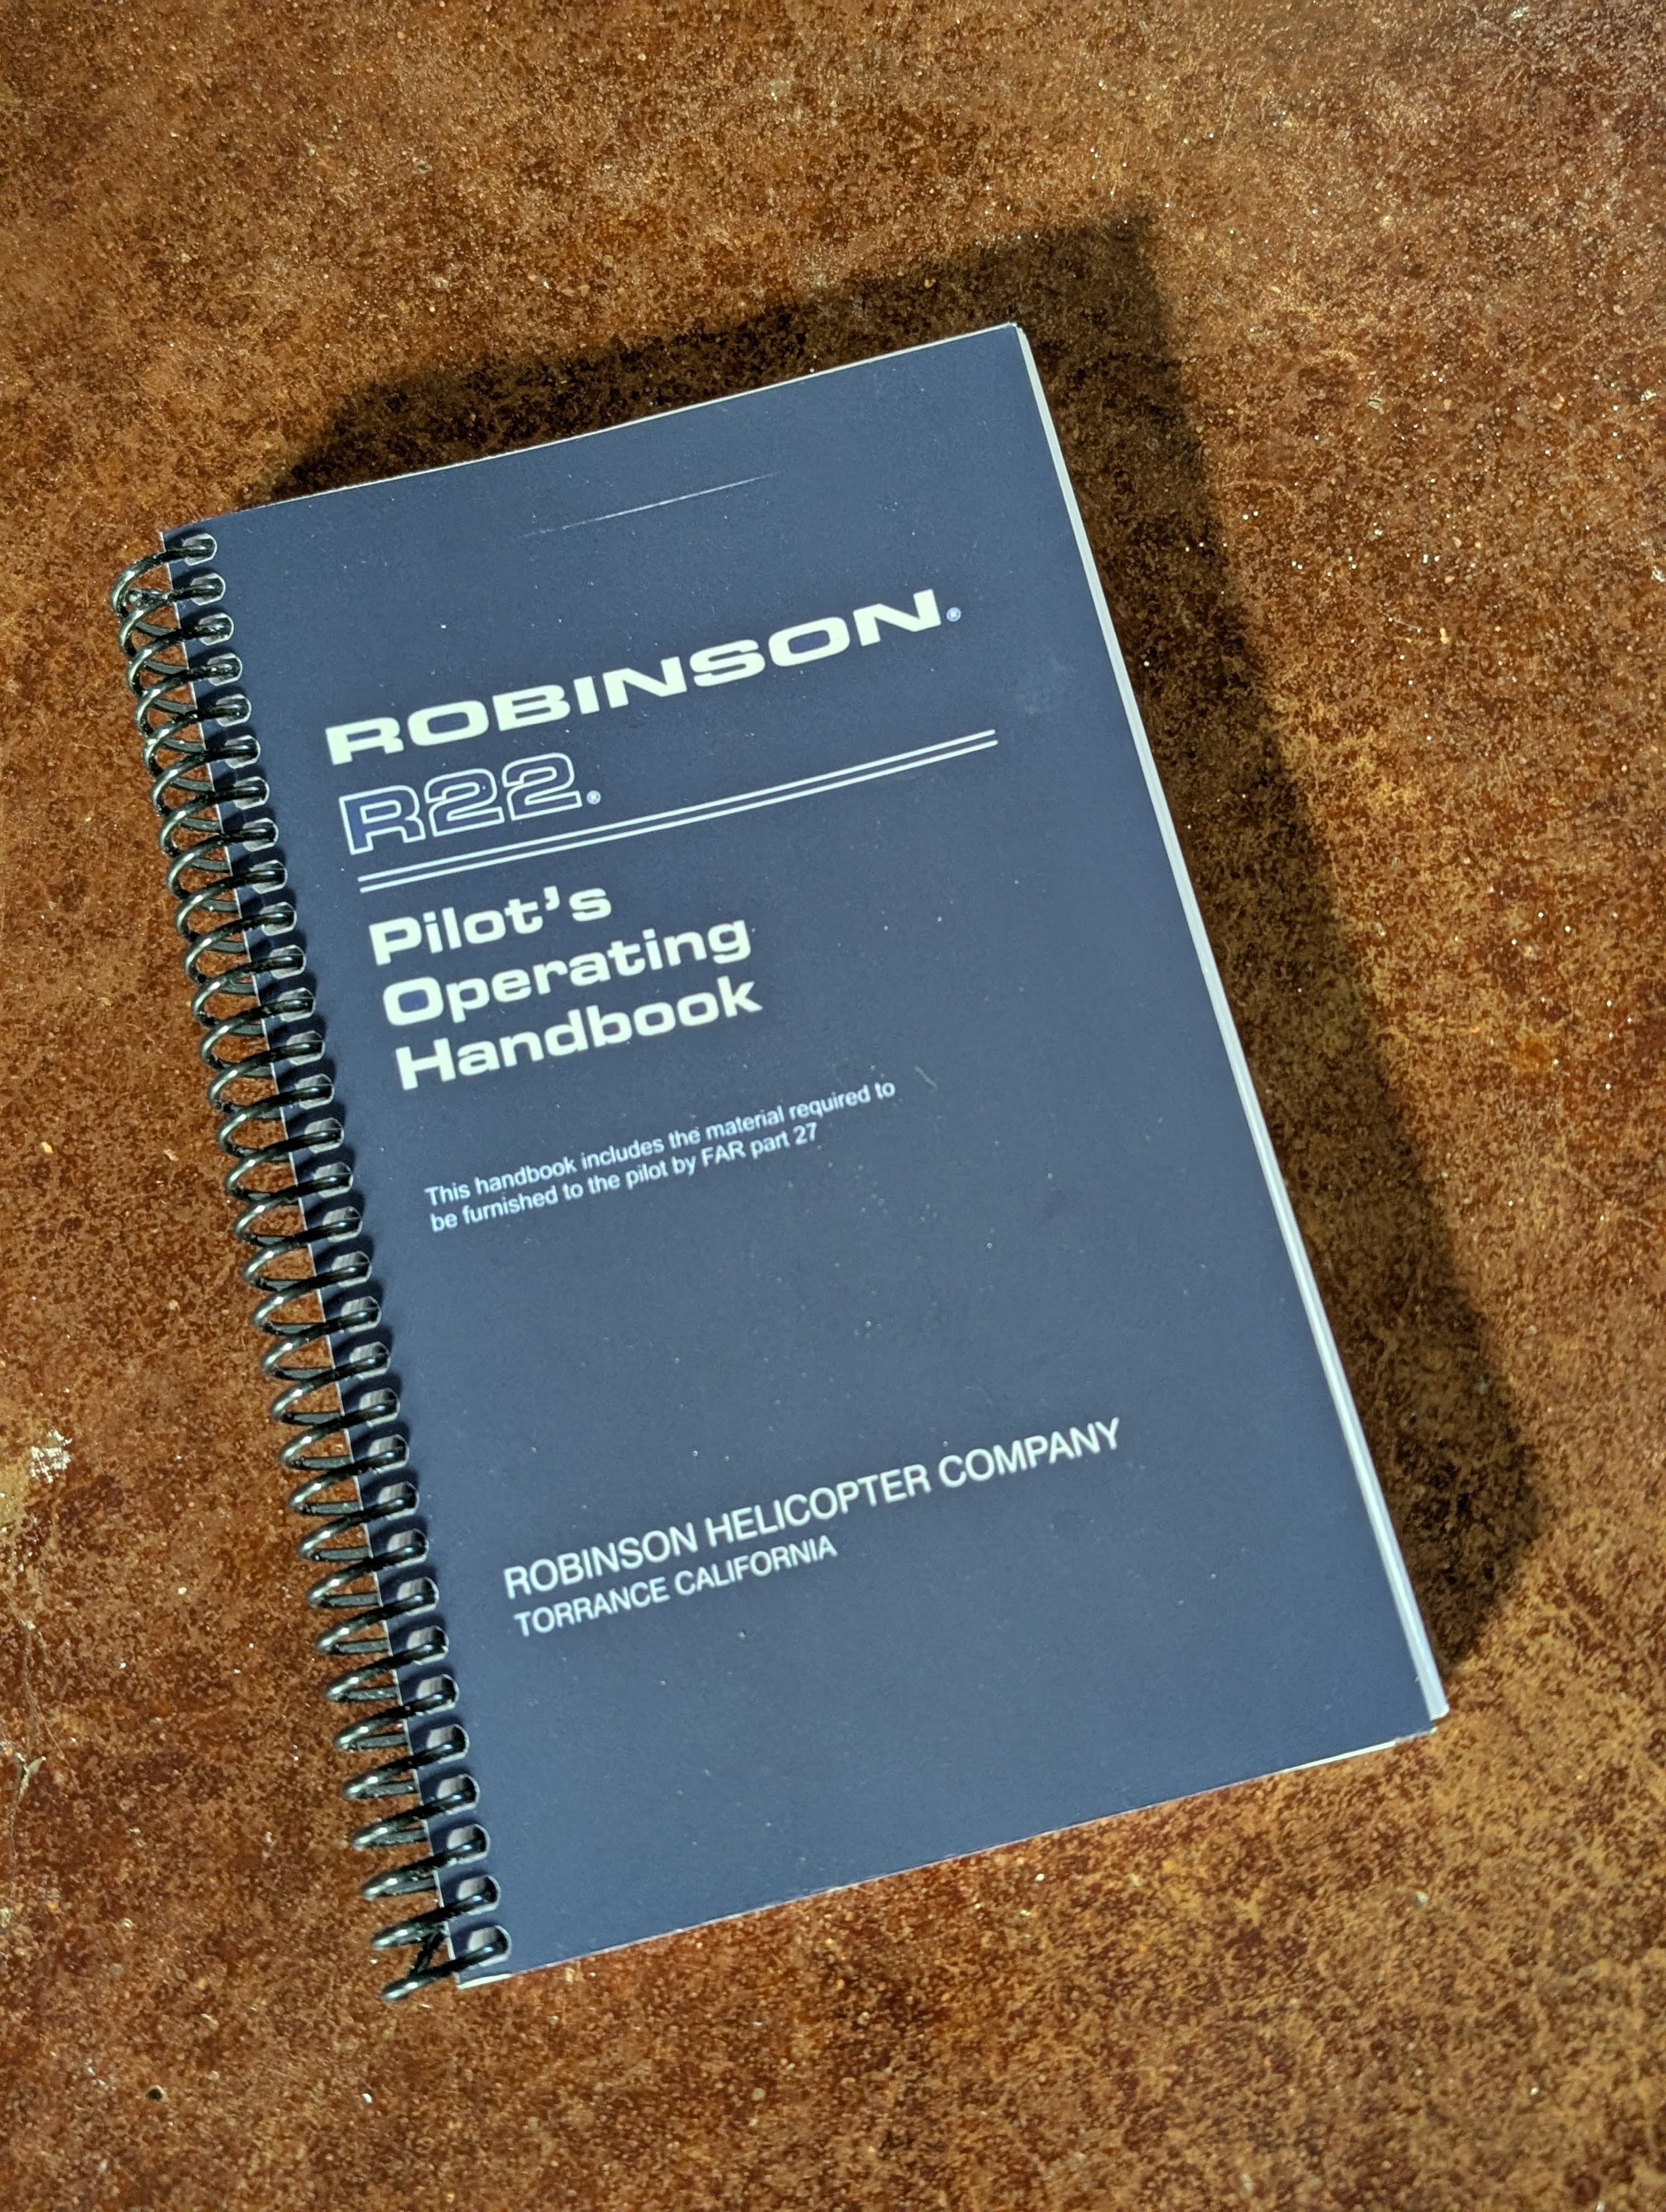 ROBINSON®
R22®
Pilot's
Operating
Handbook
This handbook includes the material required to
be furnished to the pilot by FAR part 27
ROBINSON HELICOPTER COMPANY
TORRANCE CALIFORNIA